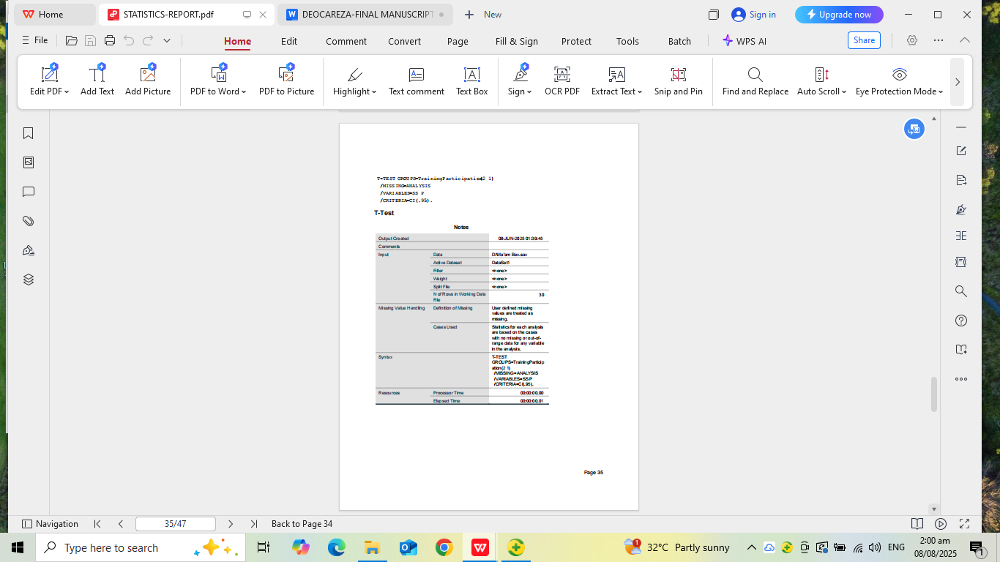 Home
STATISTICS-REPORT.pdf
DEOCAREZA-FINAL MANUSCRIPT
New
Sign in
Upgrade now
File
Home
Edit
Comment
Convert
Page
Fill & Sign
Protect
Tools
Batch
WPS AI
Share
Edit PDF
Add Text
Add Picture
PDF to Word
PDF to Picture
Highlight
Text comment
Text Box
Sign
OCR PDF
Extract Text
Snip and Pin
Find and Replace
Auto Scroll
Eye Protection Mode
T-TEST GROUPS=TrainingParticipation(2 1)
/MISSING=ANALYSIS
/VARIABLES=SS P
/CRITERIA=CI(.95).
T-Test
Notes
Output Created 08-JUN-2025 01:39:45
Comments
Input Data D:\Ma'am Bev.sav
Active Dataset DataSet1
Filter <none>
Weight <none>
Split File <none>
N of Rows in Working Data 30
File
Missing Value Handling Definition of Missing User defined missing
values are treated as
missing.
Cases Used Statistics for each analysis
are based on the cases
with no missing or out-of-
range data for any variable
in the analysis.
Syntax T-TEST
GROUPS=TrainingParticip
ation(2 1)
/MISSING=ANALYSIS
/VARIABLES=SS P
/CRITERIA=CI(.95).
Resources Processor Time 00:00:00.00
Elapsed Time 00:00:00.01
Page 35
Navigation
35/47
Back to Page 34
Type here to search
1
32°C Partly sunny
ENG
2:00 am
08/08/2025
1